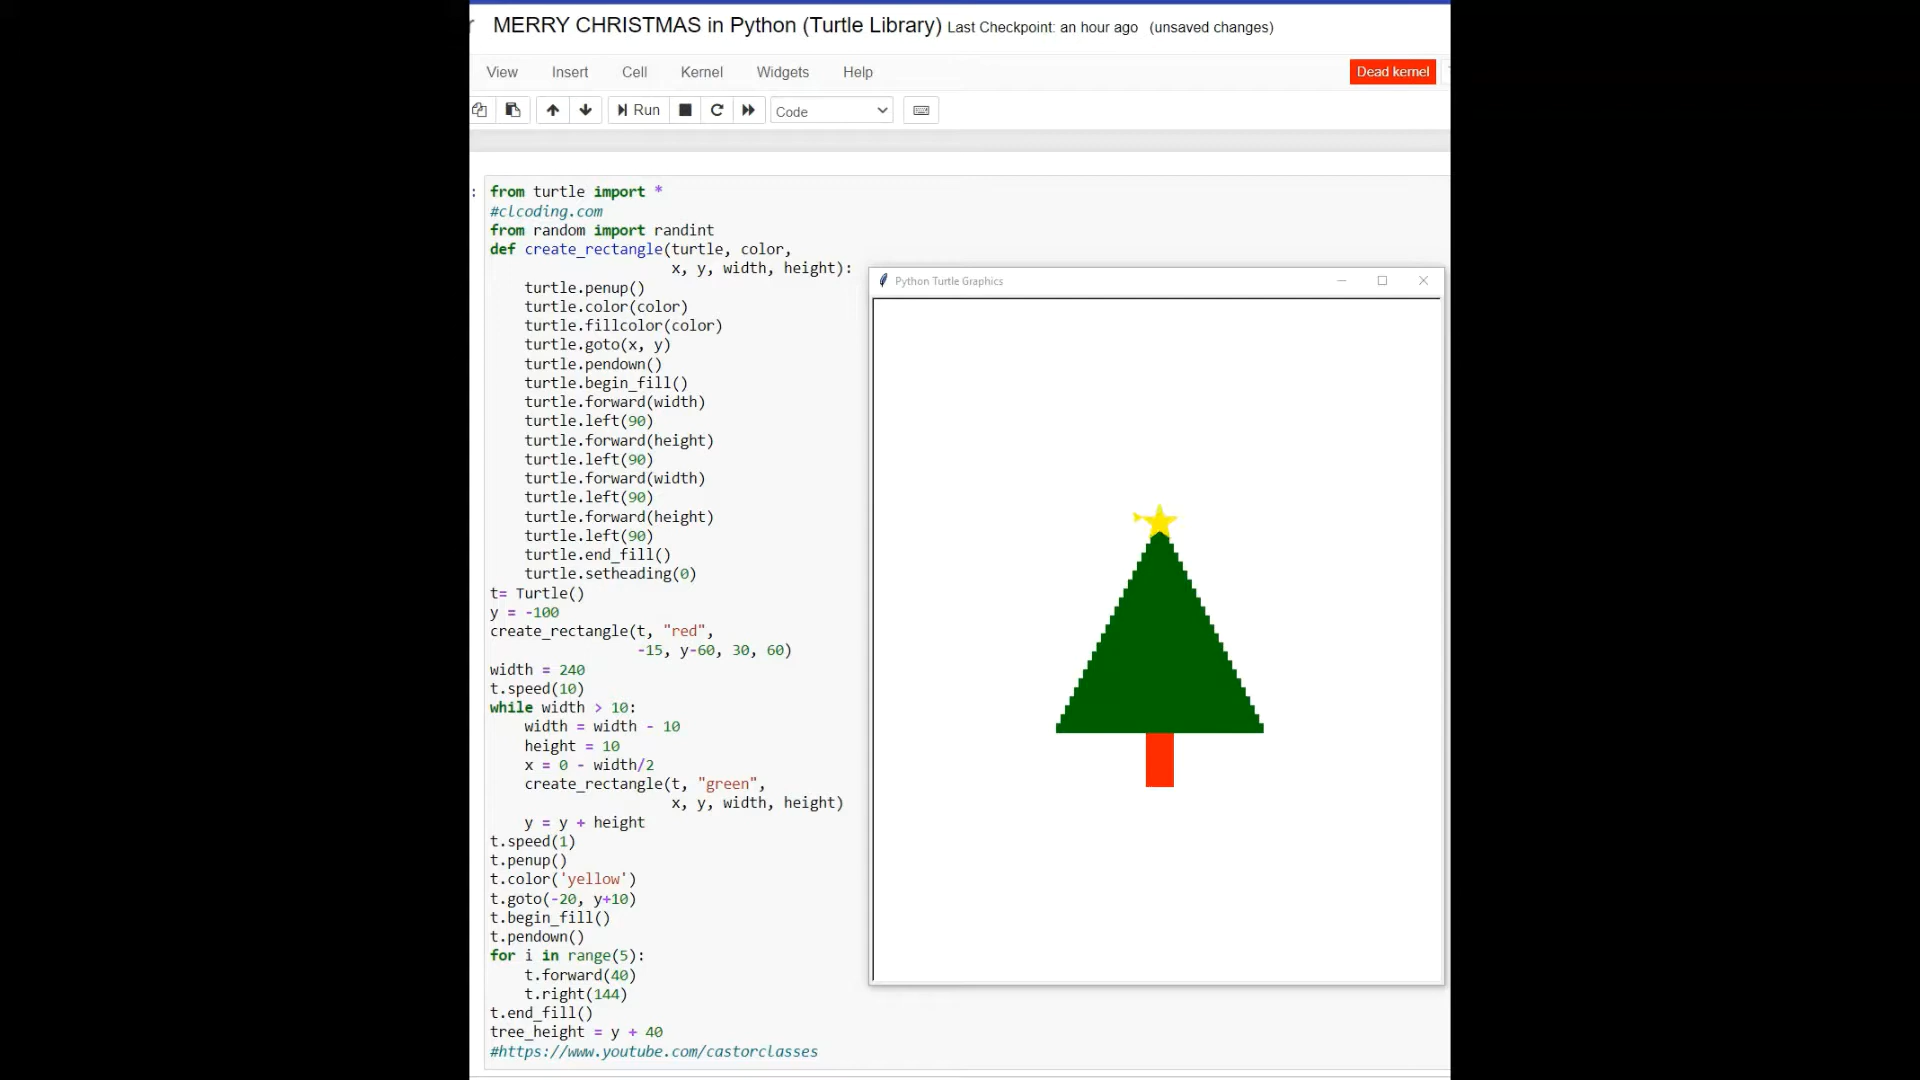 MERRY CHRISTMAS in Python (Turtle Library) Last Checkpoint: an hour ago (unsaved changes)
View Insert Cell Kernel Widgets Help Dead kernel
Run Code
from turtle import *
#clcoding.com
from random import randint
def create_rectangle(turtle, color,
                     x, y, width, height):
    turtle.penup()
    turtle.color(color)
    turtle.fillcolor(color)
    turtle.goto(x, y)
    turtle.pendown()
    turtle.begin_fill()
    turtle.forward(width)
    turtle.left(90)
    turtle.forward(height)
    turtle.left(90)
    turtle.forward(width)
    turtle.left(90)
    turtle.forward(height)
    turtle.left(90)
    turtle.end_fill()
    turtle.setheading(0)
t= Turtle()
y = -100
create_rectangle(t, "red",
                 -15, y-60, 30, 60)
width = 240
t.speed(10)
while width > 10:
    width = width - 10
    height = 10
    x = 0 - width/2
    create_rectangle(t, "green",
                     x, y, width, height)
    y = y + height
t.speed(1)
t.penup()
t.color('yellow')
t.goto(-20, y+10)
t.begin_fill()
t.pendown()
for i in range(5):
    t.forward(40)
    t.right(144)
t.end_fill()
tree_height = y + 40
#https://www.youtube.com/castorclasses
Python Turtle Graphics